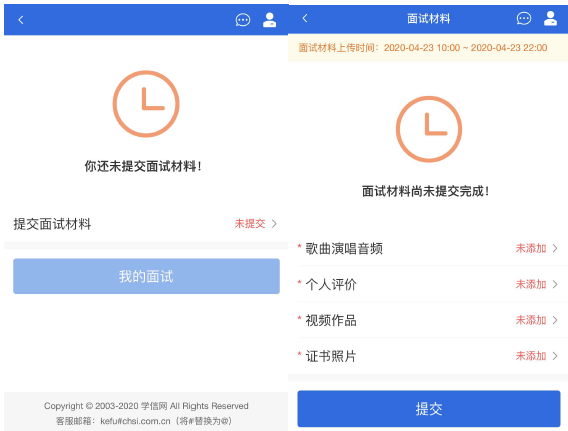 你还未提交面试材料！
提交面试材料 未提交
我的面试
Copyright © 2003-2020 学信网 All Rights Reserved
客服邮箱：kefu#chsi.com.cn（将#替换为@）
面试材料
面试材料上传时间：2020-04-23 10:00 ~ 2020-04-23 22:00
面试材料尚未提交完成！
* 歌曲演唱音频 未添加
* 个人评价 未添加
* 视频作品 未添加
* 证书照片 未添加
提交